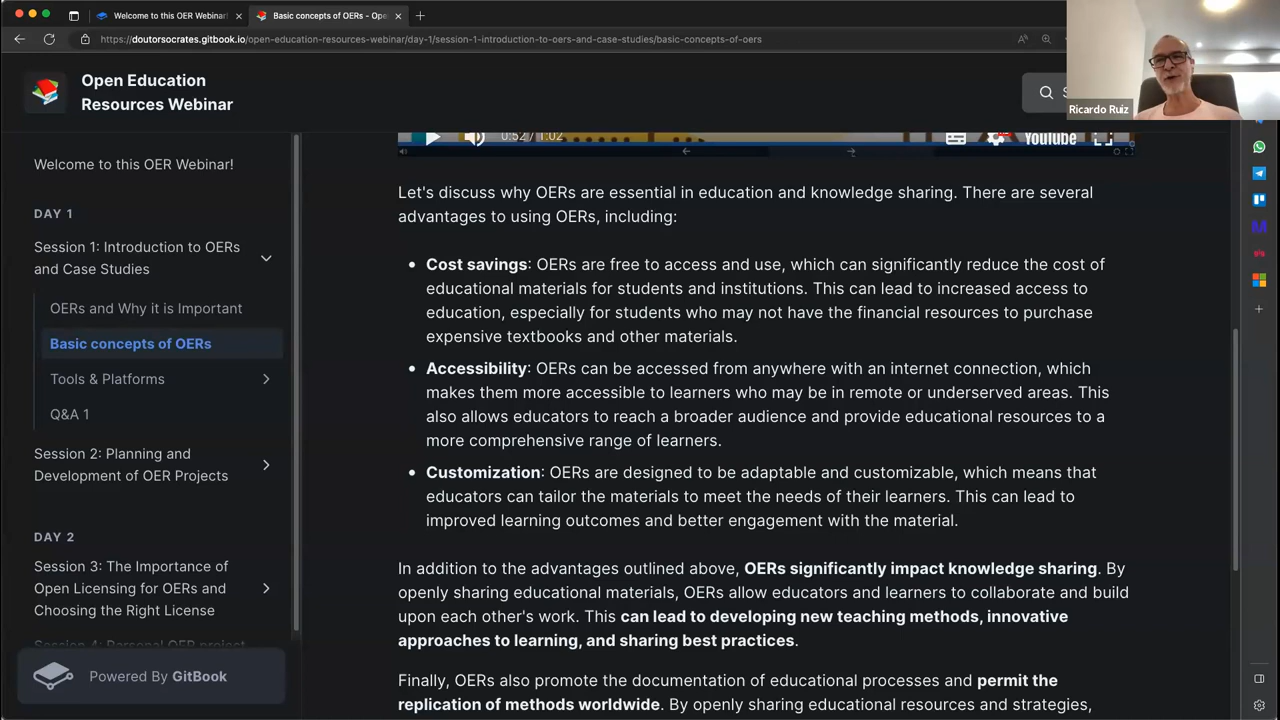 Welcome to this OER Webinar!
Basic concepts of OERs - Ope
https://doutorsocrates.gitbook.io/open-education-resources-webinar/day-1/session-1-introduction-to-oers-and-case-studies/basic-concepts-of-oers
Open Education
Resources Webinar
Ricardo Ruiz
Welcome to this OER Webinar!
DAY 1
Session 1: Introduction to OERs
and Case Studies
OERs and Why it is Important
Basic concepts of OERs
Tools & Platforms
Q&A 1
Session 2: Planning and
Development of OER Projects
DAY 2
Session 3: The Importance of
Open Licensing for OERs and
Choosing the Right License
Session 4: Personal OER project
Powered By GitBook
0:52 / 1:02
YouTube
Let's discuss why OERs are essential in education and knowledge sharing. There are several
advantages to using OERs, including:
• Cost savings: OERs are free to access and use, which can significantly reduce the cost of
educational materials for students and institutions. This can lead to increased access to
education, especially for students who may not have the financial resources to purchase
expensive textbooks and other materials.
• Accessibility: OERs can be accessed from anywhere with an internet connection, which
makes them more accessible to learners who may be in remote or underserved areas. This
also allows educators to reach a broader audience and provide educational resources to a
more comprehensive range of learners.
• Customization: OERs are designed to be adaptable and customizable, which means that
educators can tailor the materials to meet the needs of their learners. This can lead to
improved learning outcomes and better engagement with the material.
In addition to the advantages outlined above, OERs significantly impact knowledge sharing. By
openly sharing educational materials, OERs allow educators and learners to collaborate and build
upon each other's work. This can lead to developing new teaching methods, innovative
approaches to learning, and sharing best practices.
Finally, OERs also promote the documentation of educational processes and permit the
replication of methods worldwide. By openly sharing educational resources and strategies,